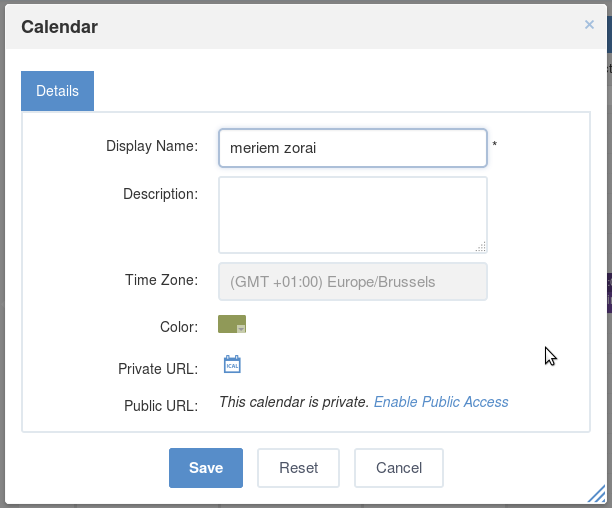 Calendar ×
Details
Display Name: meriem zorai *
Description:
Time Zone: (GMT +01:00) Europe/Brussels
Color:
Private URL: ICAL
Public URL: This calendar is private. Enable Public Access
Save Reset Cancel